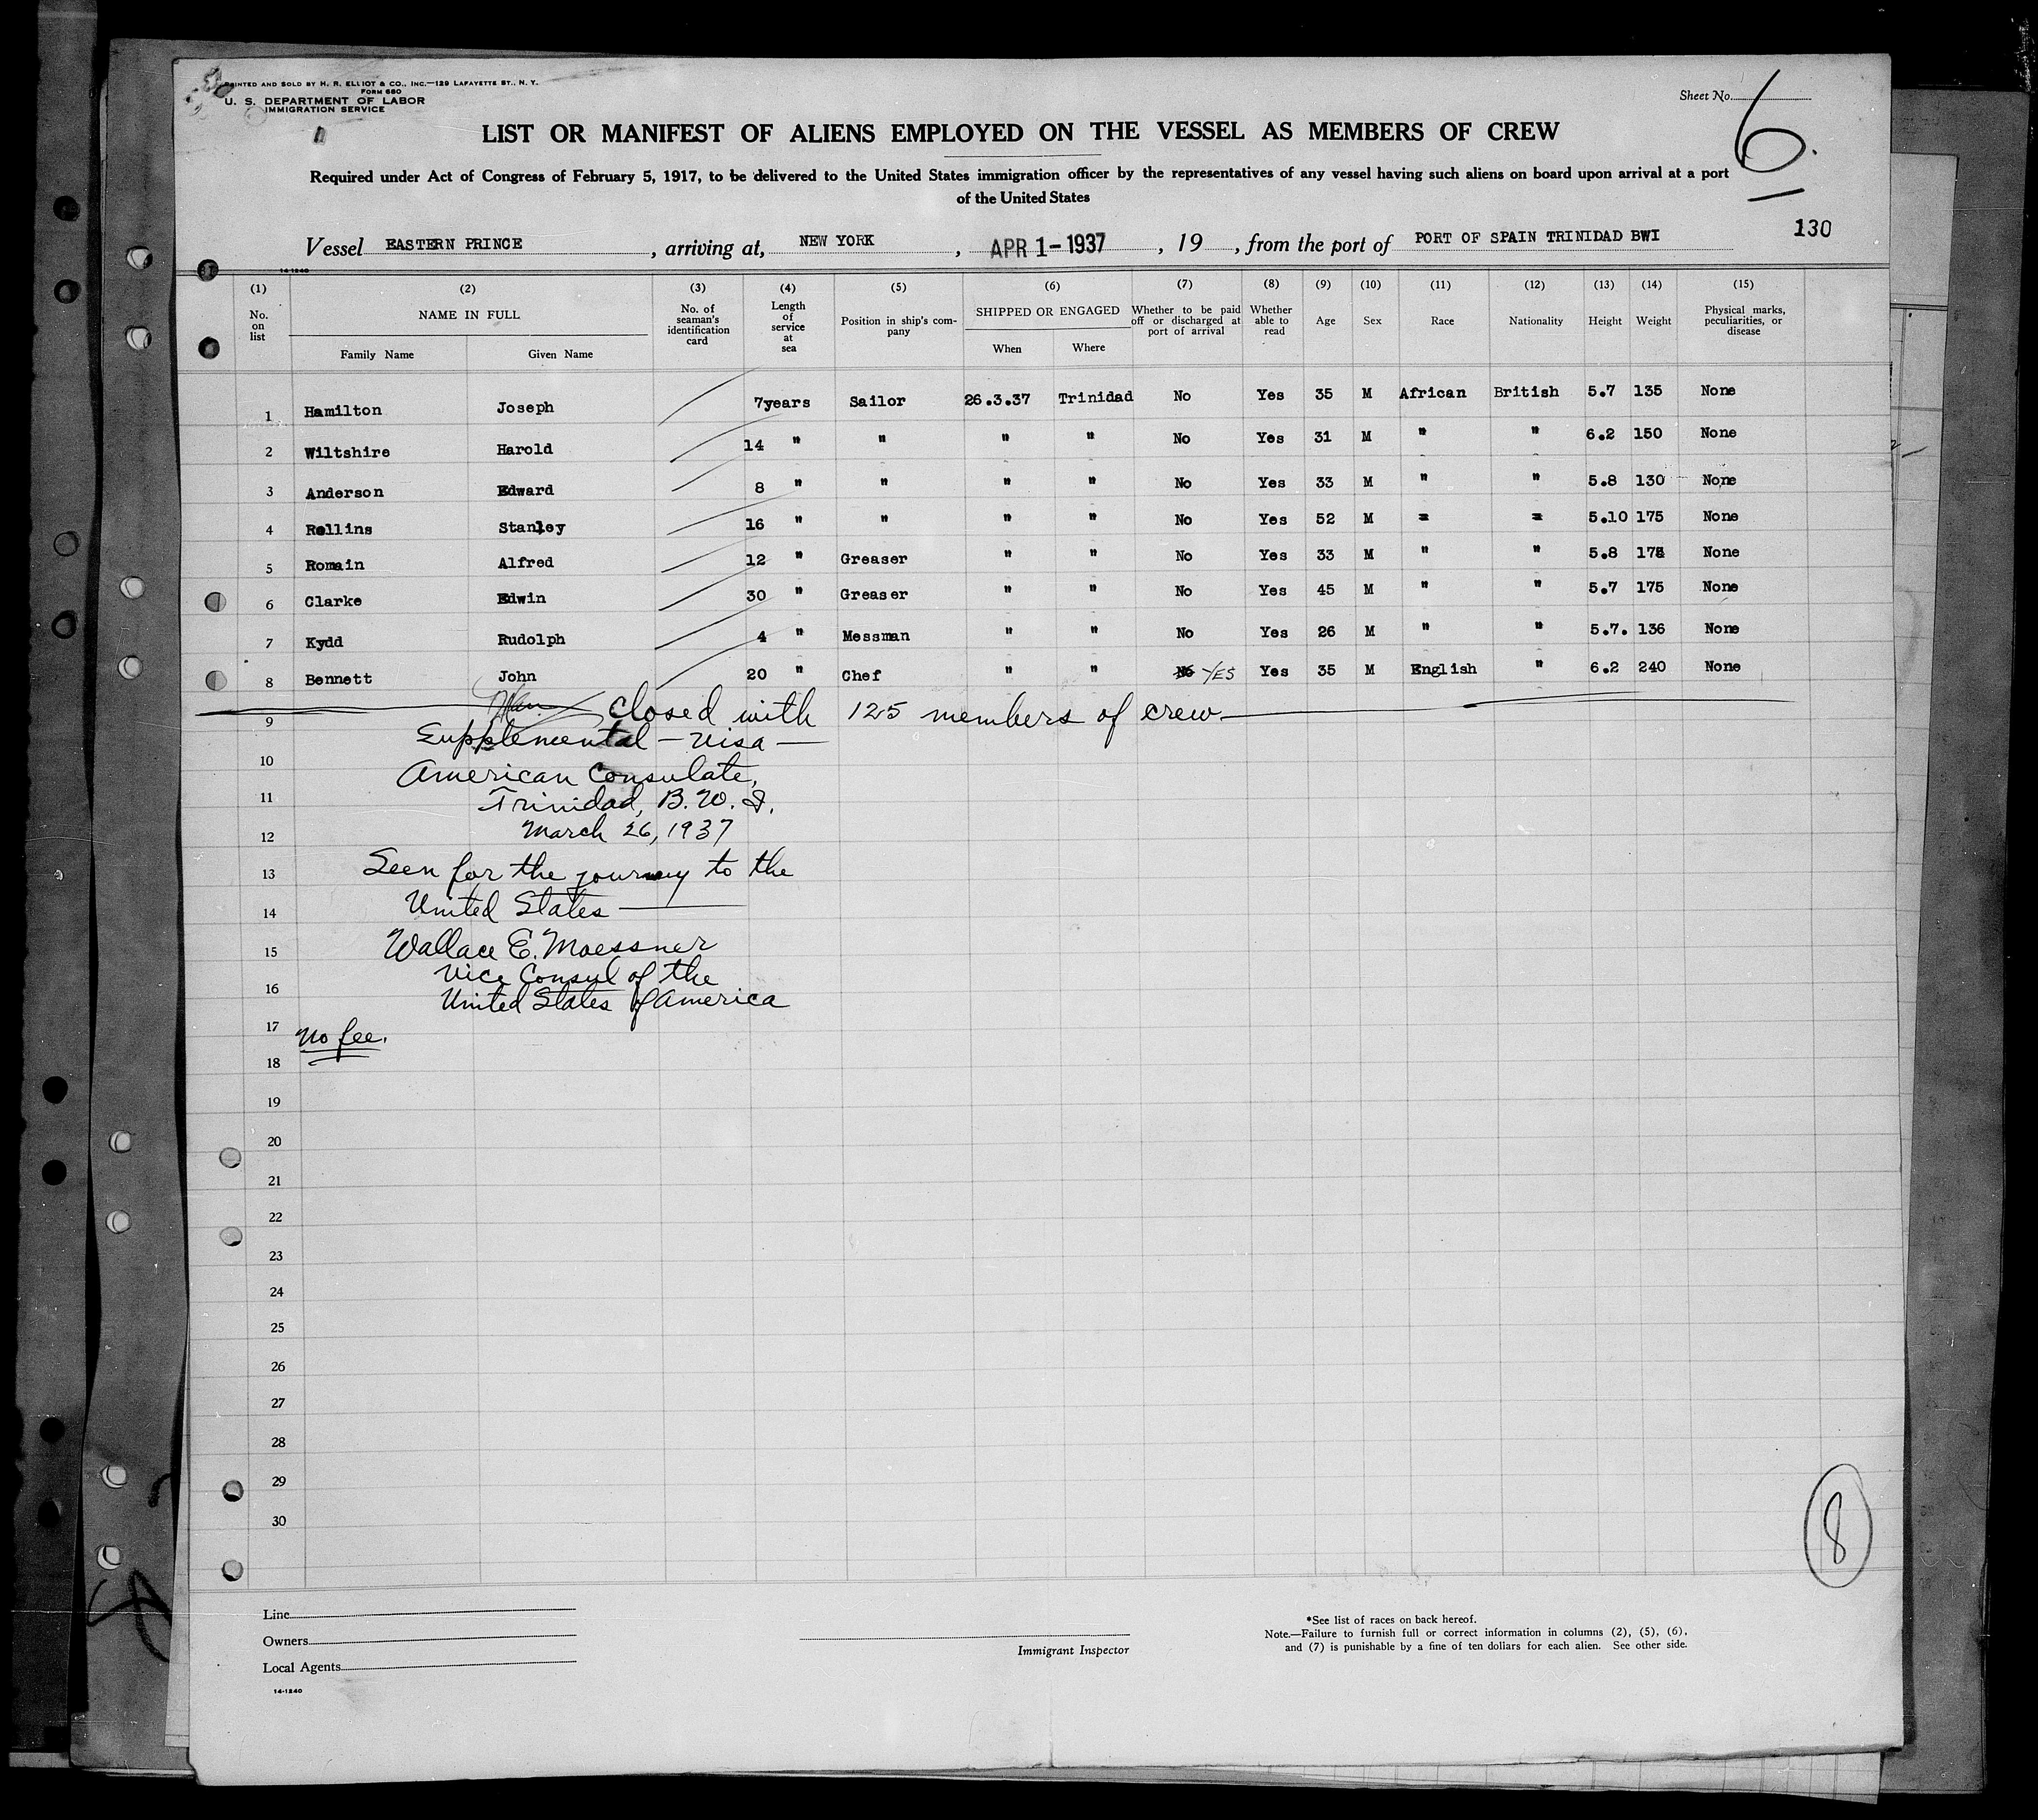 PRINTED AND SOLD BY H. R. ELLIOT & CO., INC.—129 LAFAYETTE ST., N. Y.
FORM 680
U. S. DEPARTMENT OF LABOR
IMMIGRATION SERVICE
Sheet No. 6.
LIST OR MANIFEST OF ALIENS EMPLOYED ON THE VESSEL AS MEMBERS OF CREW
Required under Act of Congress of February 5, 1917, to be delivered to the United States immigration officer by the representatives of any vessel having such aliens on board upon arrival at a port
of the United States
130
Vessel EASTERN PRINCE, arriving at, NEW YORK, APR 1-1937, 19, from the port of PORT OF SPAIN TRINIDAD BWI
14-1240
(1) (2) (3) (4) (5) (6) (7) (8) (9) (10) (11) (12) (13) (14) (15)
No. on list NAME IN FULL No. of seaman's identification card Length of service at sea Position in ship's company SHIPPED OR ENGAGED Whether to be paid off or discharged at port of arrival Whether able to read Age Sex Race Nationality Height Weight Physical marks, peculiarities, or disease
Family Name Given Name When Where
1 Hamilton Joseph 7years Sailor 26.3.37 Trinidad No Yes 35 M African British 5.7 135 None
2 Wiltshire Harold 14 " " " " No Yes 31 M " " 6.2 150 None
3 Anderson Edward 8 " " " " No Yes 33 M " " 5.8 130 None
4 Rollins Stanley 16 " " " " No Yes 52 M = = 5.10 175 None
5 Romain Alfred 12 " Greaser " " No Yes 33 M " " 5.8 None
6 Clarke Edwin 30 " Greaser " " No Yes 45 M " " 5.7 175 None
7 Kydd Rudolph 4 " Messman " " No Yes 26 M " " 5.7. 136 None
8 Bennett John 20 " Chef " " No YES Yes 35 M English " 6.2 240 None
9 Closed with 125 members of crew
Supplemental — Visa —
10 American Consulate,
11 Trinidad, B. W. I.
12 March 26, 1937
13 Seen for the journey to the
14 United States —
15 Wallace E. Moessner
Vice Consul of the
16 United States of America
17 No fee.
18
19
20
21
22
23
24
25
26
27
28
29
30
8
Line
Owners
Local Agents
14-1240
Immigrant Inspector
*See list of races on back hereof.
Note.—Failure to furnish full or correct information in columns (2), (5), (6),
and (7) is punishable by a fine of ten dollars for each alien. See other side.